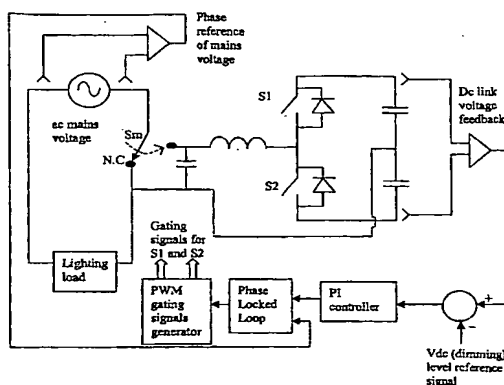 Phase
reference
of mains
voltage
ac mains
voltage
Sm
N.C
S1
S2
Dc link
voltage
feedback
Lighting
load
Gating
signals for
S1 and S2
PWM
gating
signals
generator
Phase
Locked
Loop
PI
controller
+
-
Vdc (dimming)
level reference
signal